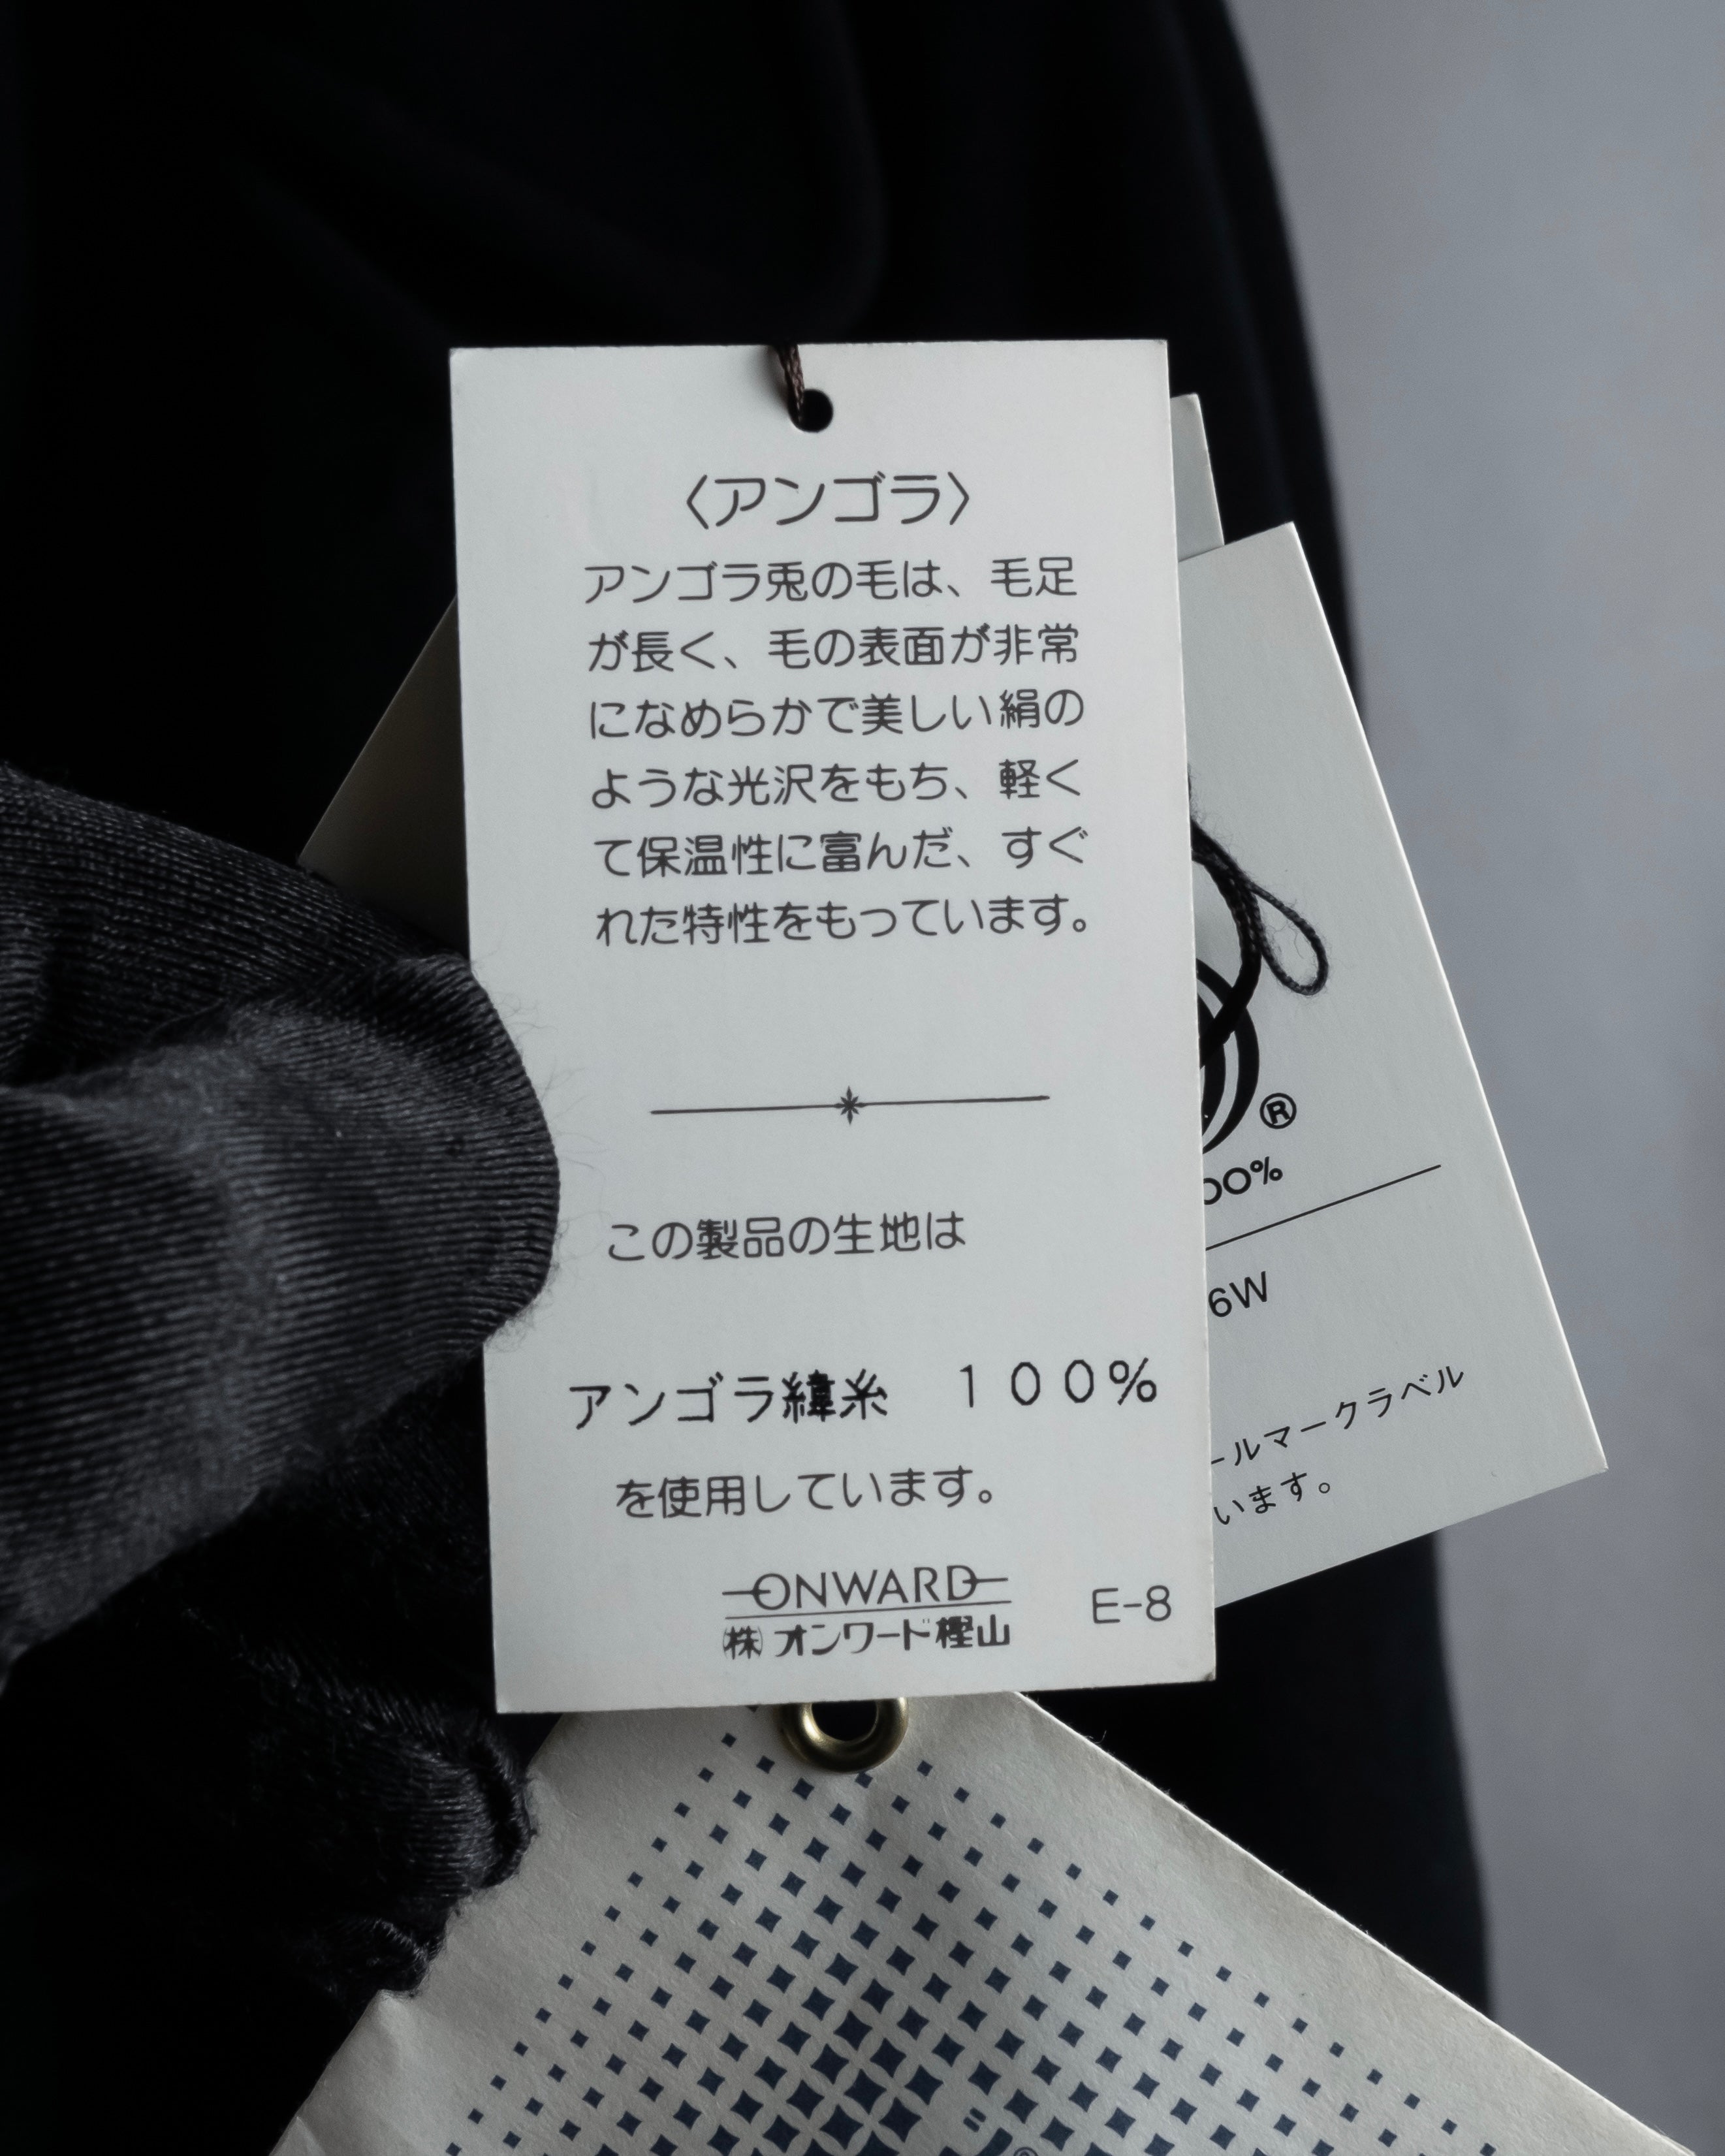 〈アンゴラ〉
アンゴラ兎の毛は、毛足
が長く、毛の表面が非常
になめらかで美しい絹の
ような光沢をもち、軽く
て保温性に富んだ、すぐ
れた特性をもっています。
この製品の生地は
アンゴラ緯糸 100%
を使用しています。
ONWARD
㈱オンワード樫山
E-8
®
00%
6W
ールマークラベル
います。